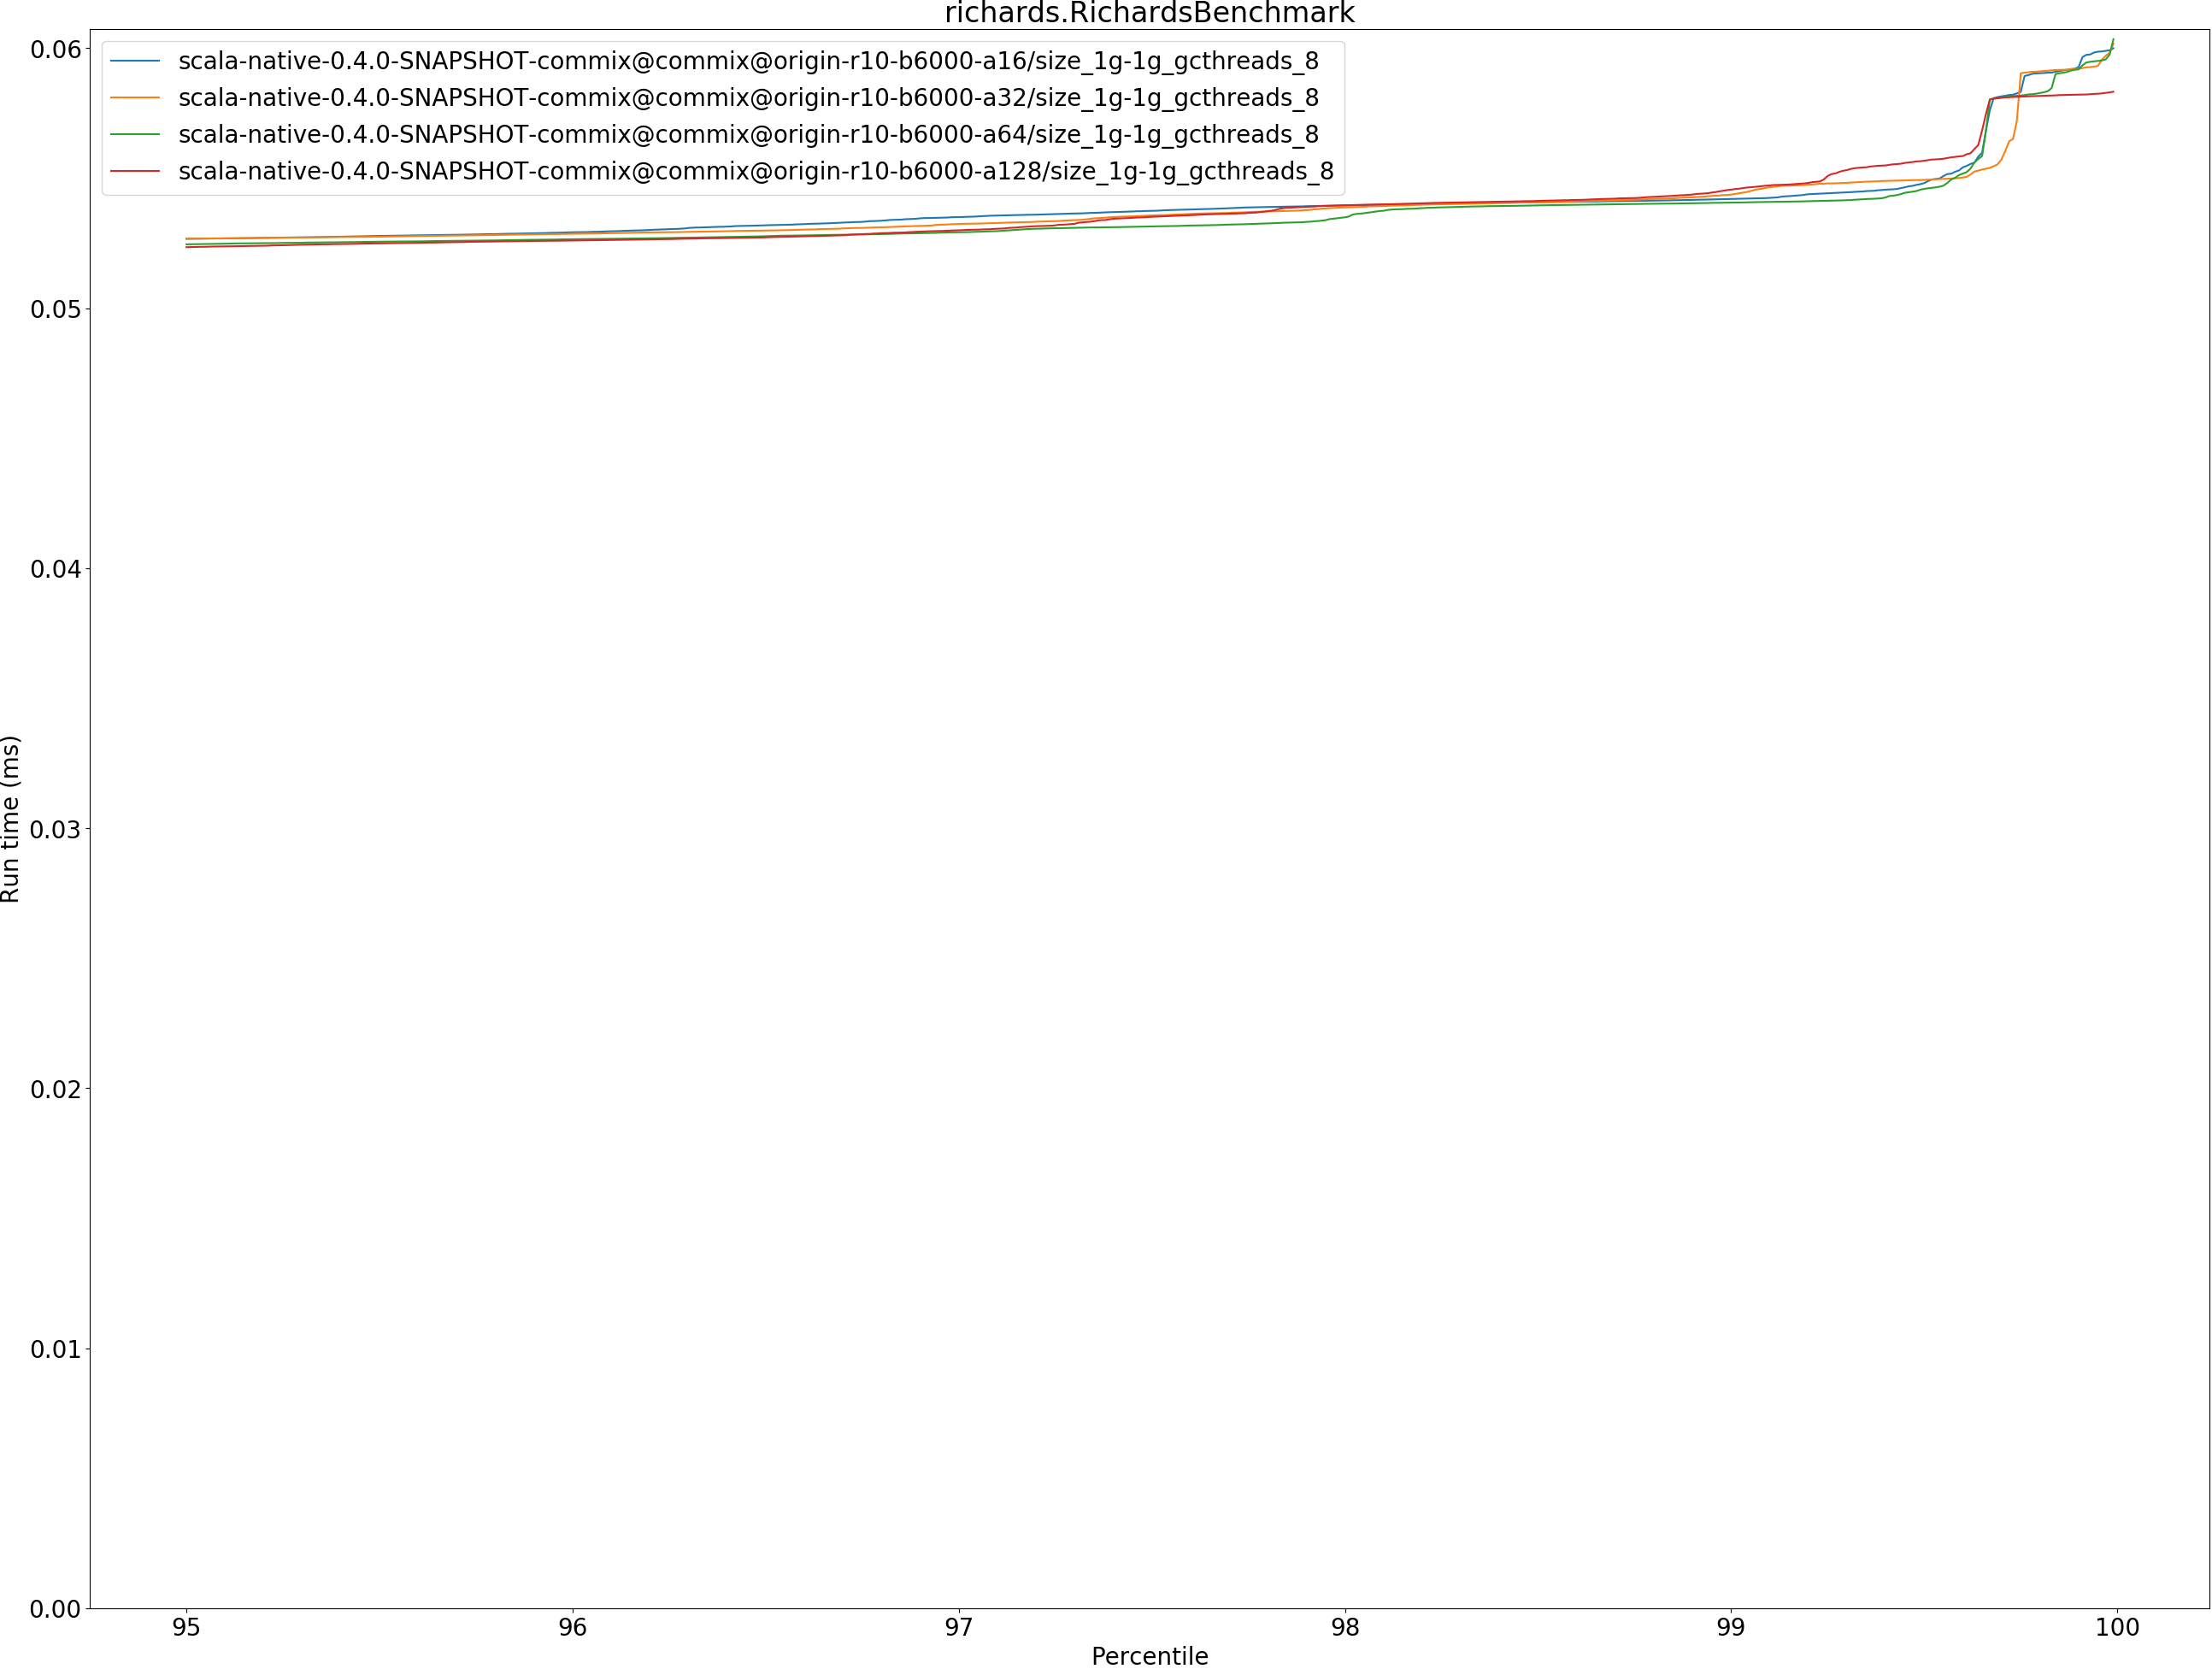 richards.RichardsBenchmark
0.06
scala-native-0.4.0-SNAPSHOT-commix@commix@origin-r10-b6000-a16/size_1g-1g_gcthreads_8
scala-native-0.4.0-SNAPSHOT-commix@commix@origin-r10-b6000-a32/size_1g-1g_gcthreads_8
scala-native-0.4.0-SNAPSHOT-commix@commix@origin-r10-b6000-a64/size_1g-1g_gcthreads_8
scala-native-0.4.0-SNAPSHOT-commix@commix@origin-r10-b6000-a128/size_1g-1g_gcthreads_8
0.05
0.04
0.03
0.02
0.01
0.00
Run time (ms)
95 96 97 98 99 100
Percentile